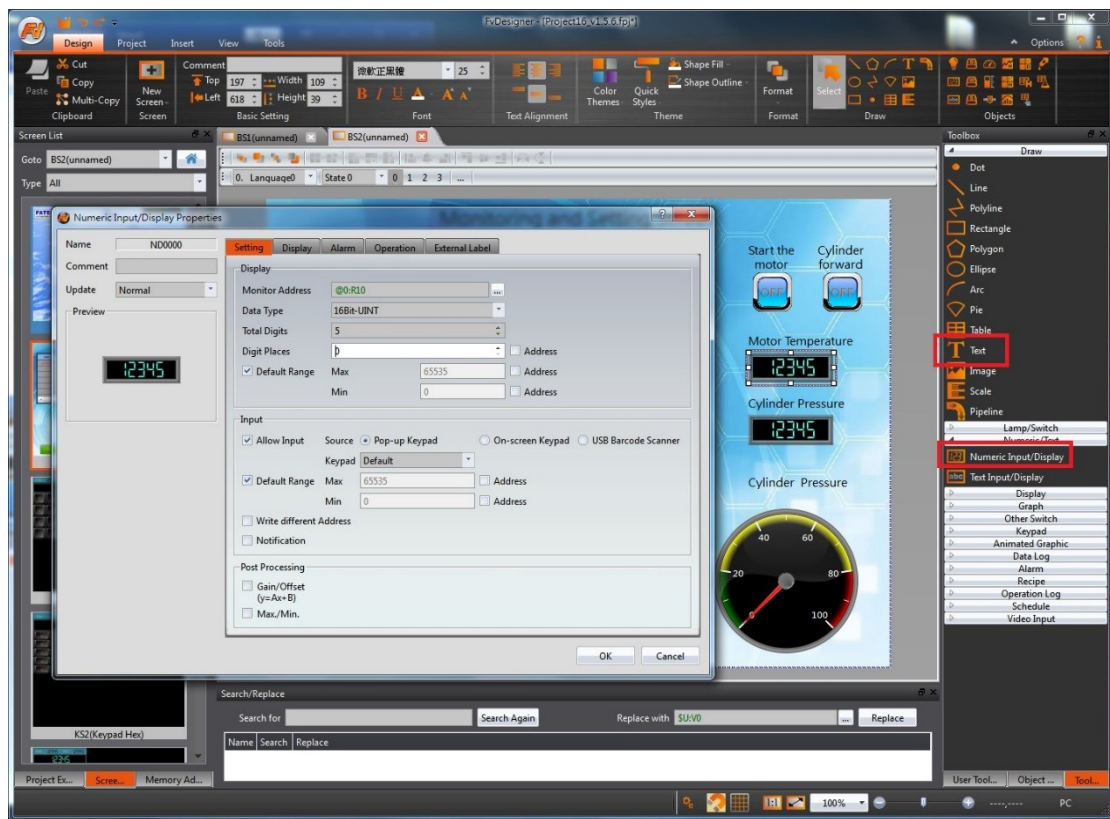 FvDesigner - [Project16_v1.5.6.fpj*]
Design Project Insert View Tools
Options
Paste
Cut
Copy
Multi-Copy
Clipboard
New
Screen
Screen
Comment
Top 197 Width 109
Left 618 Height 39
Basic Setting
微軟正黑體 25
B I U A A A
Font
Text Alignment
Color
Themes
Quick
Styles
Shape Fill
Shape Outline
Theme
Format
Format
Select
Draw
Objects
Screen List
Goto BS2(unnamed)
Type All
BS1(unnamed) BS2(unnamed)
0. Language0 State 0 0 1 2 3 ...
Toolbox
Draw
Dot
Line
Polyline
Rectangle
Polygon
Ellipse
Arc
Pie
Table
Text
Image
Scale
Pipeline
Lamp/Switch
Numeric/Text
Numeric Input/Display
Text Input/Display
Display
Graph
Other Switch
Keypad
Animated Graphic
Data Log
Alarm
Recipe
Operation Log
Schedule
Video Input
Numeric Input/Display Properties
Name ND0000
Comment
Update Normal
Preview
12345
Setting Display Alarm Operation External Label
Display
Monitor Address @0:R10 ...
Data Type 16Bit-UINT
Total Digits 5
Digit Places 0 Address
Default Range Max 65535 Address
Min 0 Address
Input
Allow Input Source Pop-up Keypad On-screen Keypad USB Barcode Scanner
Keypad Default
Default Range Max 65535 Address
Min 0 Address
Write different Address
Notification
Post Processing
Gain/Offset
(y=Ax+B)
Max./Min.
OK Cancel
Monitoring and Setting
Start the
motor
Cylinder
forward
OFF OFF
Motor Temperature
12345
Cylinder Pressure
12345
Cylinder Pressure
0 20 40 60 80 100
KS2(Keypad Hex)
12345
Search/Replace
Search for Search Again Replace with $U:V0 ... Replace
Name Search Replace
Project Ex... Scree... Memory Ad...
User Tool... Object ... Tool...
100%
----,---- PC